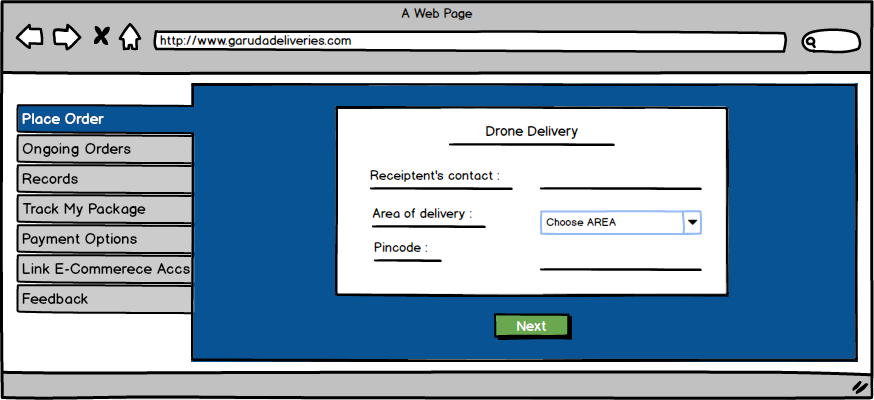 A Web Page
http://www.garudadeliveries.com
Place Order
Ongoing Orders
Records
Track My Package
Payment Options
Link E-Commerece Accs
Feedback
Drone Delivery
Receiptent's contact :
Area of delivery :
Choose AREA
Pincode :
Next